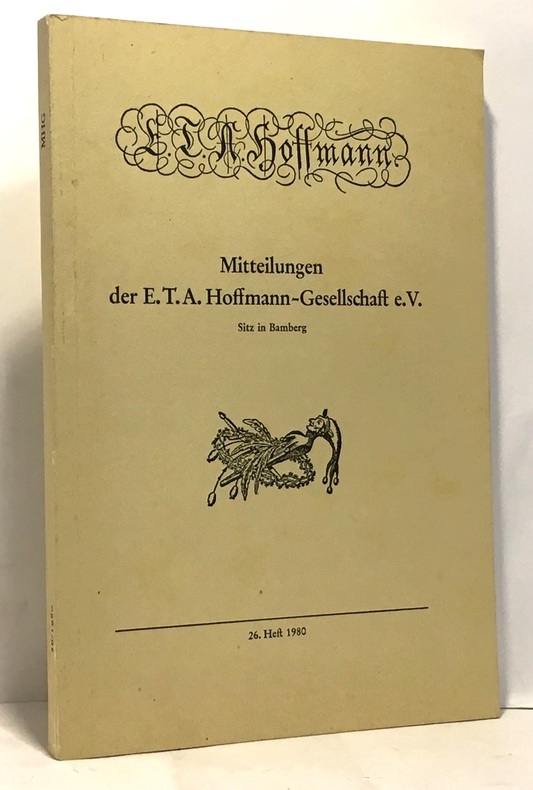 E.T.A. Hoffmann.
Mitteilungen
der E.T.A. Hoffmann-Gesellschaft e.V.
Sitz in Bamberg
26. Heft 1980
MHG